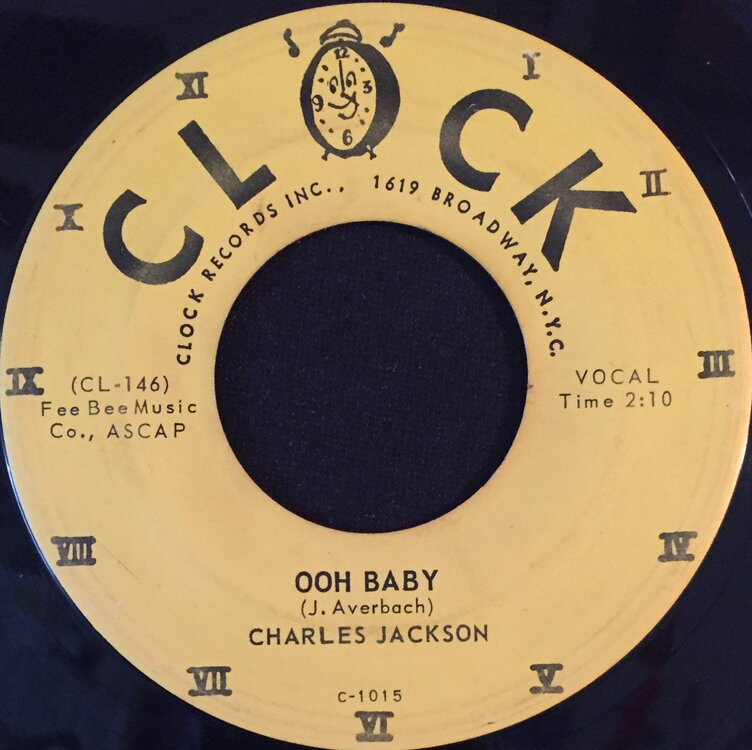 CLOCK
12
3
6
9
CLOCK RECORDS INC., 1619 BROADWAY, N.Y.C.
I
II
III
IV
V
VI
VII
VIII
IX
X
XI
(CL-146)
Fee Bee Music
Co., ASCAP
VOCAL
Time 2:10
OOH BABY
(J. Averbach)
CHARLES JACKSON
C-1015